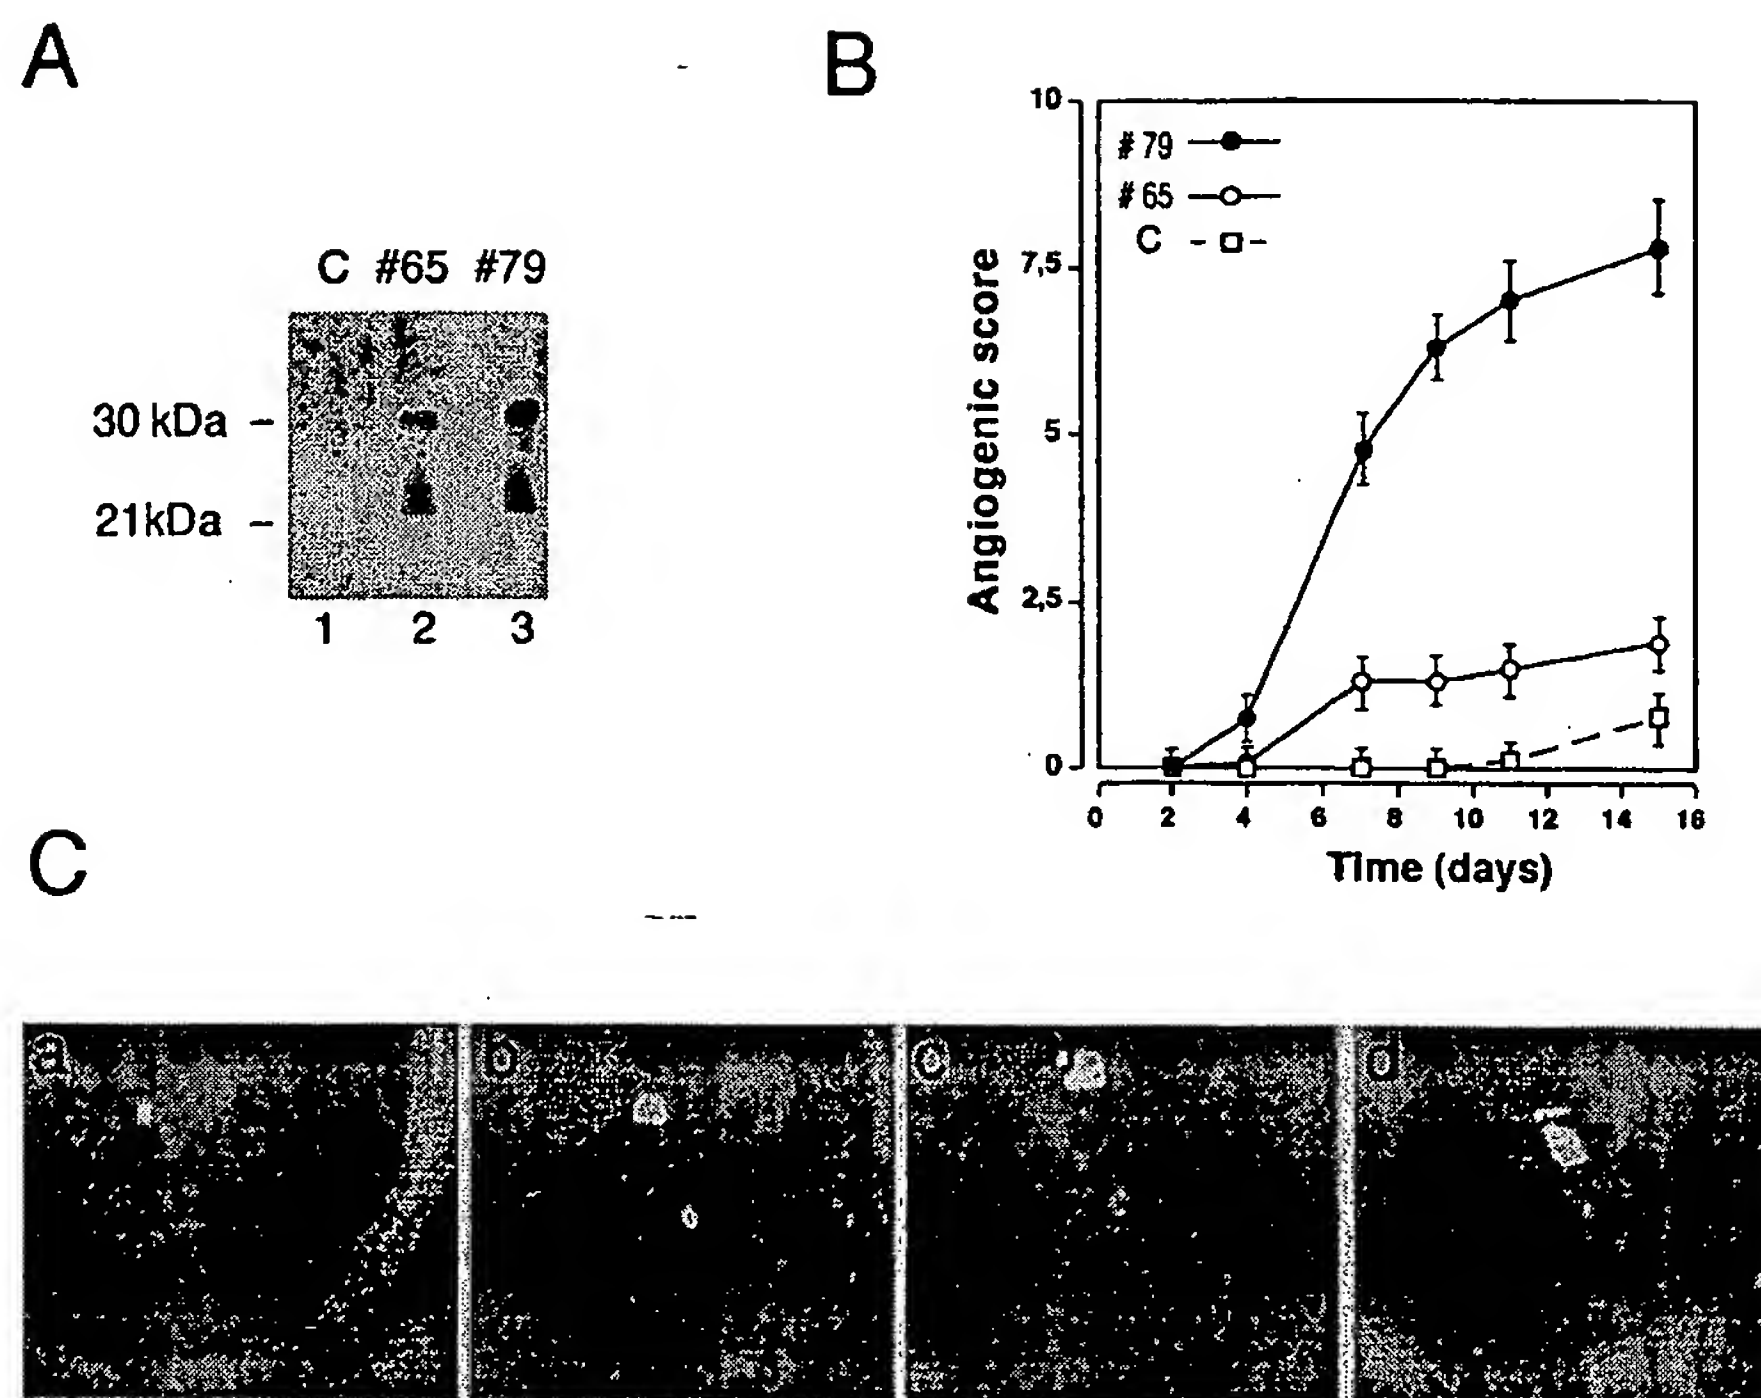 A
B
C #65 #79
30 kDa –
21kDa –
1 2 3
10
7,5
5
2,5
0
Angiogenic score
# 79
# 65
C
0 2 4 6 8 10 12 14 16
Time (days)
C
a b c d